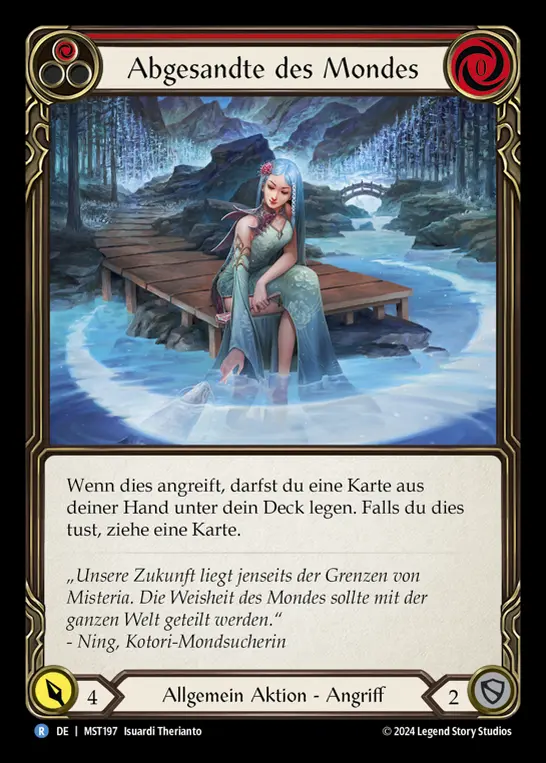 Abgesandte des Mondes
0
Wenn dies angreift, darfst du eine Karte aus
deiner Hand unter dein Deck legen. Falls du dies
tust, ziehe eine Karte.
„Unsere Zukunft liegt jenseits der Grenzen von
Misteria. Die Weisheit des Mondes sollte mit der
ganzen Welt geteilt werden.“
- Ning, Kotori-Mondsucherin
4 Allgemein Aktion - Angriff 2
R DE | MST197 Isuardi Therianto © 2024 Legend Story Studios